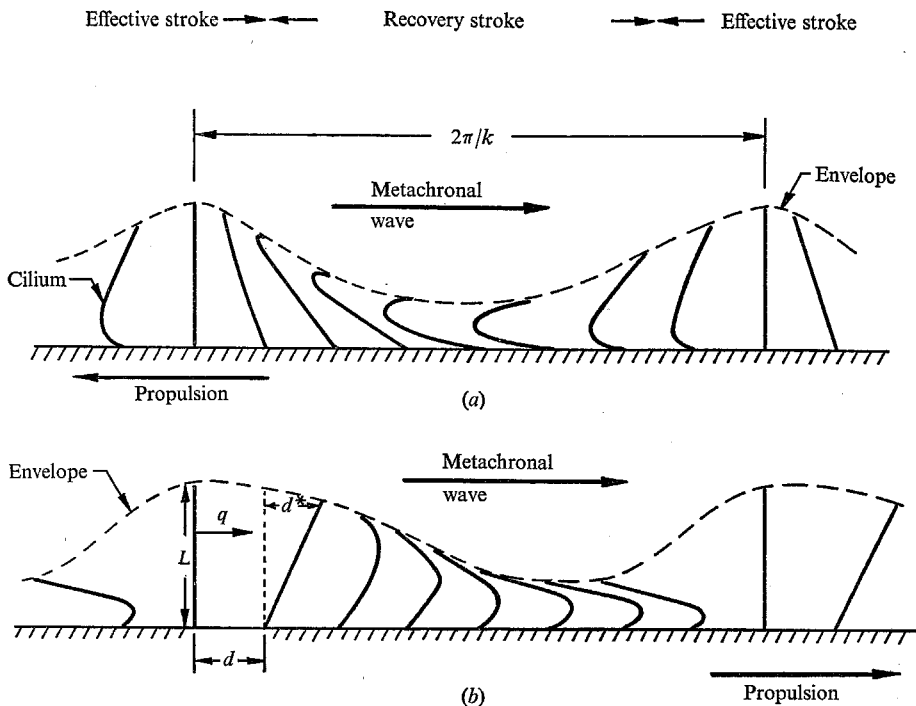 Effective stroke Recovery stroke Effective stroke
2π/k
Envelope
Metachronal
wave
Cilium
Propulsion
(a)
Envelope
Metachronal
wave
d*
q
L
d
(b)
Propulsion